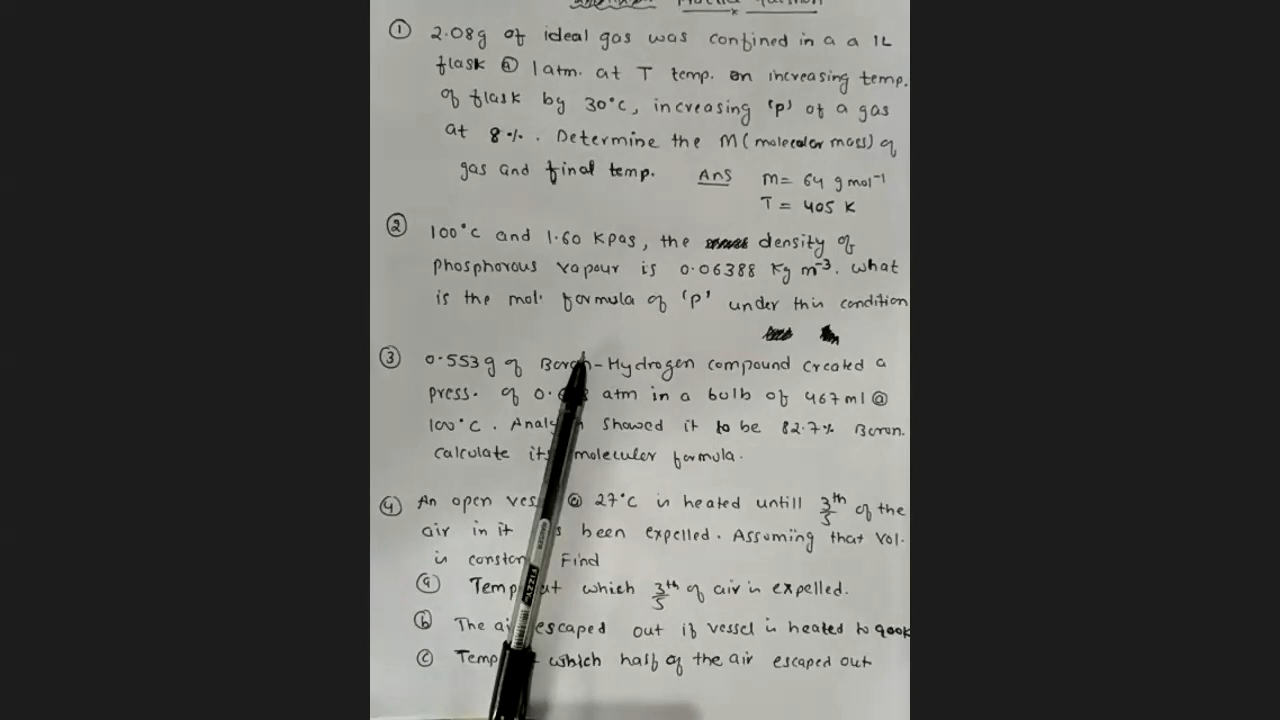 ① 2.08g of ideal gas was confined in a a 1L
flask @ 1atm. at T temp. on increasing temp.
of flask by 30°C, increasing 'p' of a gas
at 8%. Determine the M(molecular mass) of
gas and final temp. Ans M= 64 g mol⁻¹
T = 405 K
② 100°C and 1.60 Kpas, the density of
phosphorous vapour is 0.06388 Kg m⁻³. what
is the mol. formula of 'p' under this condition
③ 0.553g of Boron-Hydrogen compound created a
press. of 0. atm in a bulb of 467ml @
100°C. showed it to be 82.7% Boron.
calculate its molecular formula.
④ An open @ 27°C is heated untill 3/5th of the
air in it been expelled. Assuming that vol.
is Find
ⓐ Temp at which 3/5th of air is expelled.
ⓑ The escaped out if vessel is heated to 900K
ⓒ Temp which half of the air escaped out